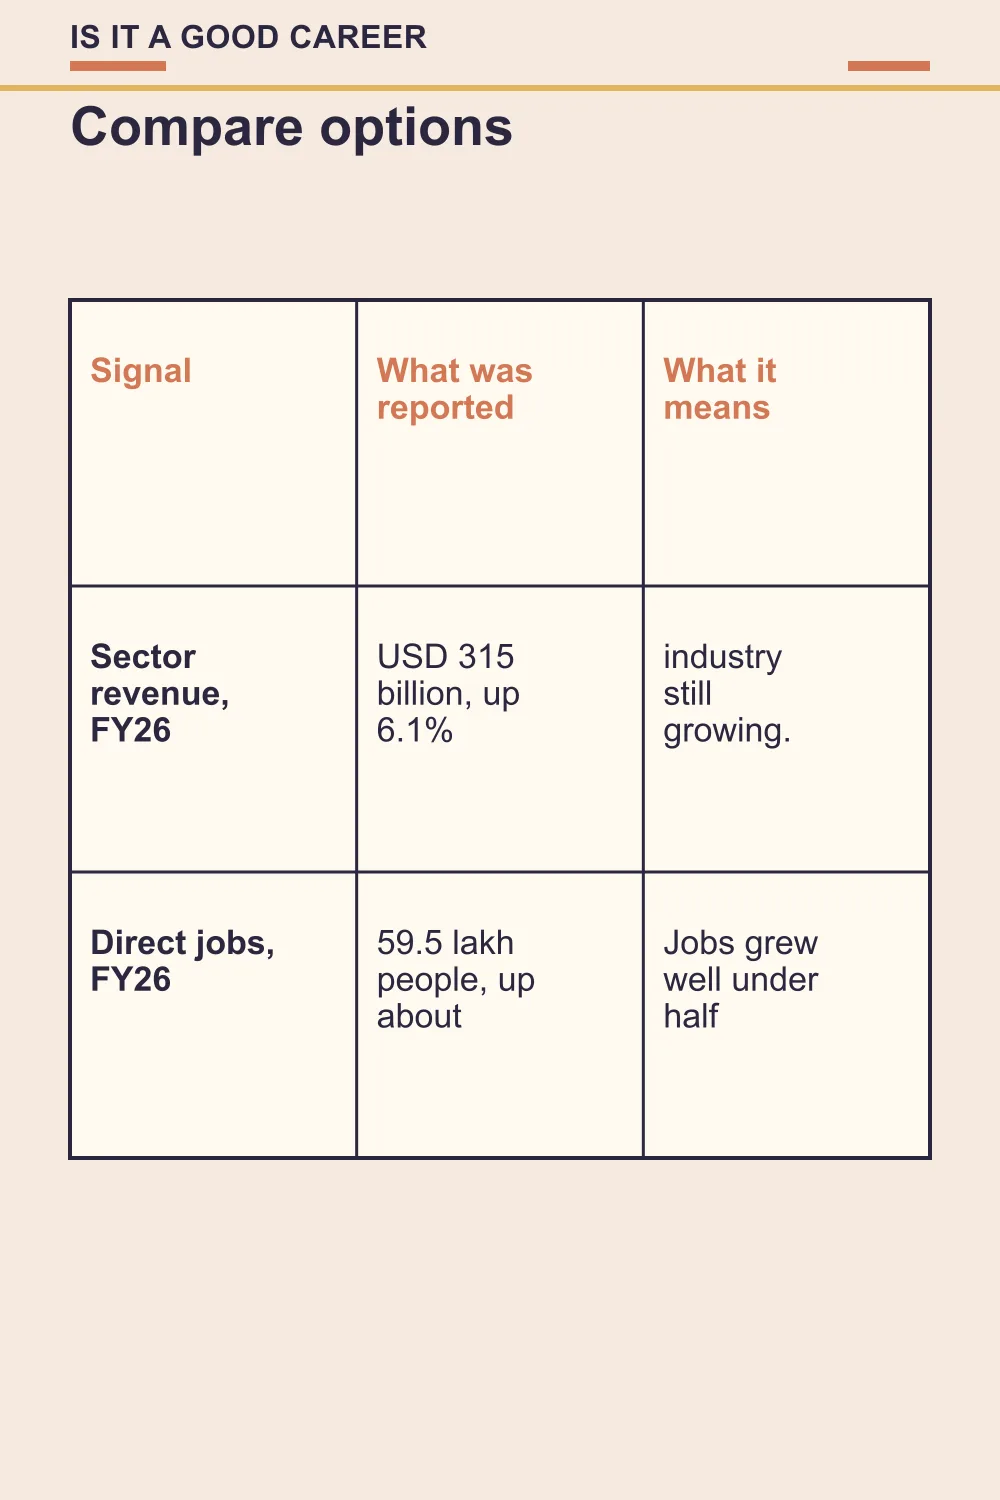 IS IT A GOOD CAREER
Compare options
Signal
What was
reported
What it
means
Sector
revenue,
FY26
USD 315
billion, up
6.1%
industry
still
growing.
Direct jobs,
FY26
59.5 lakh
people, up
about
Jobs grew
well under
half